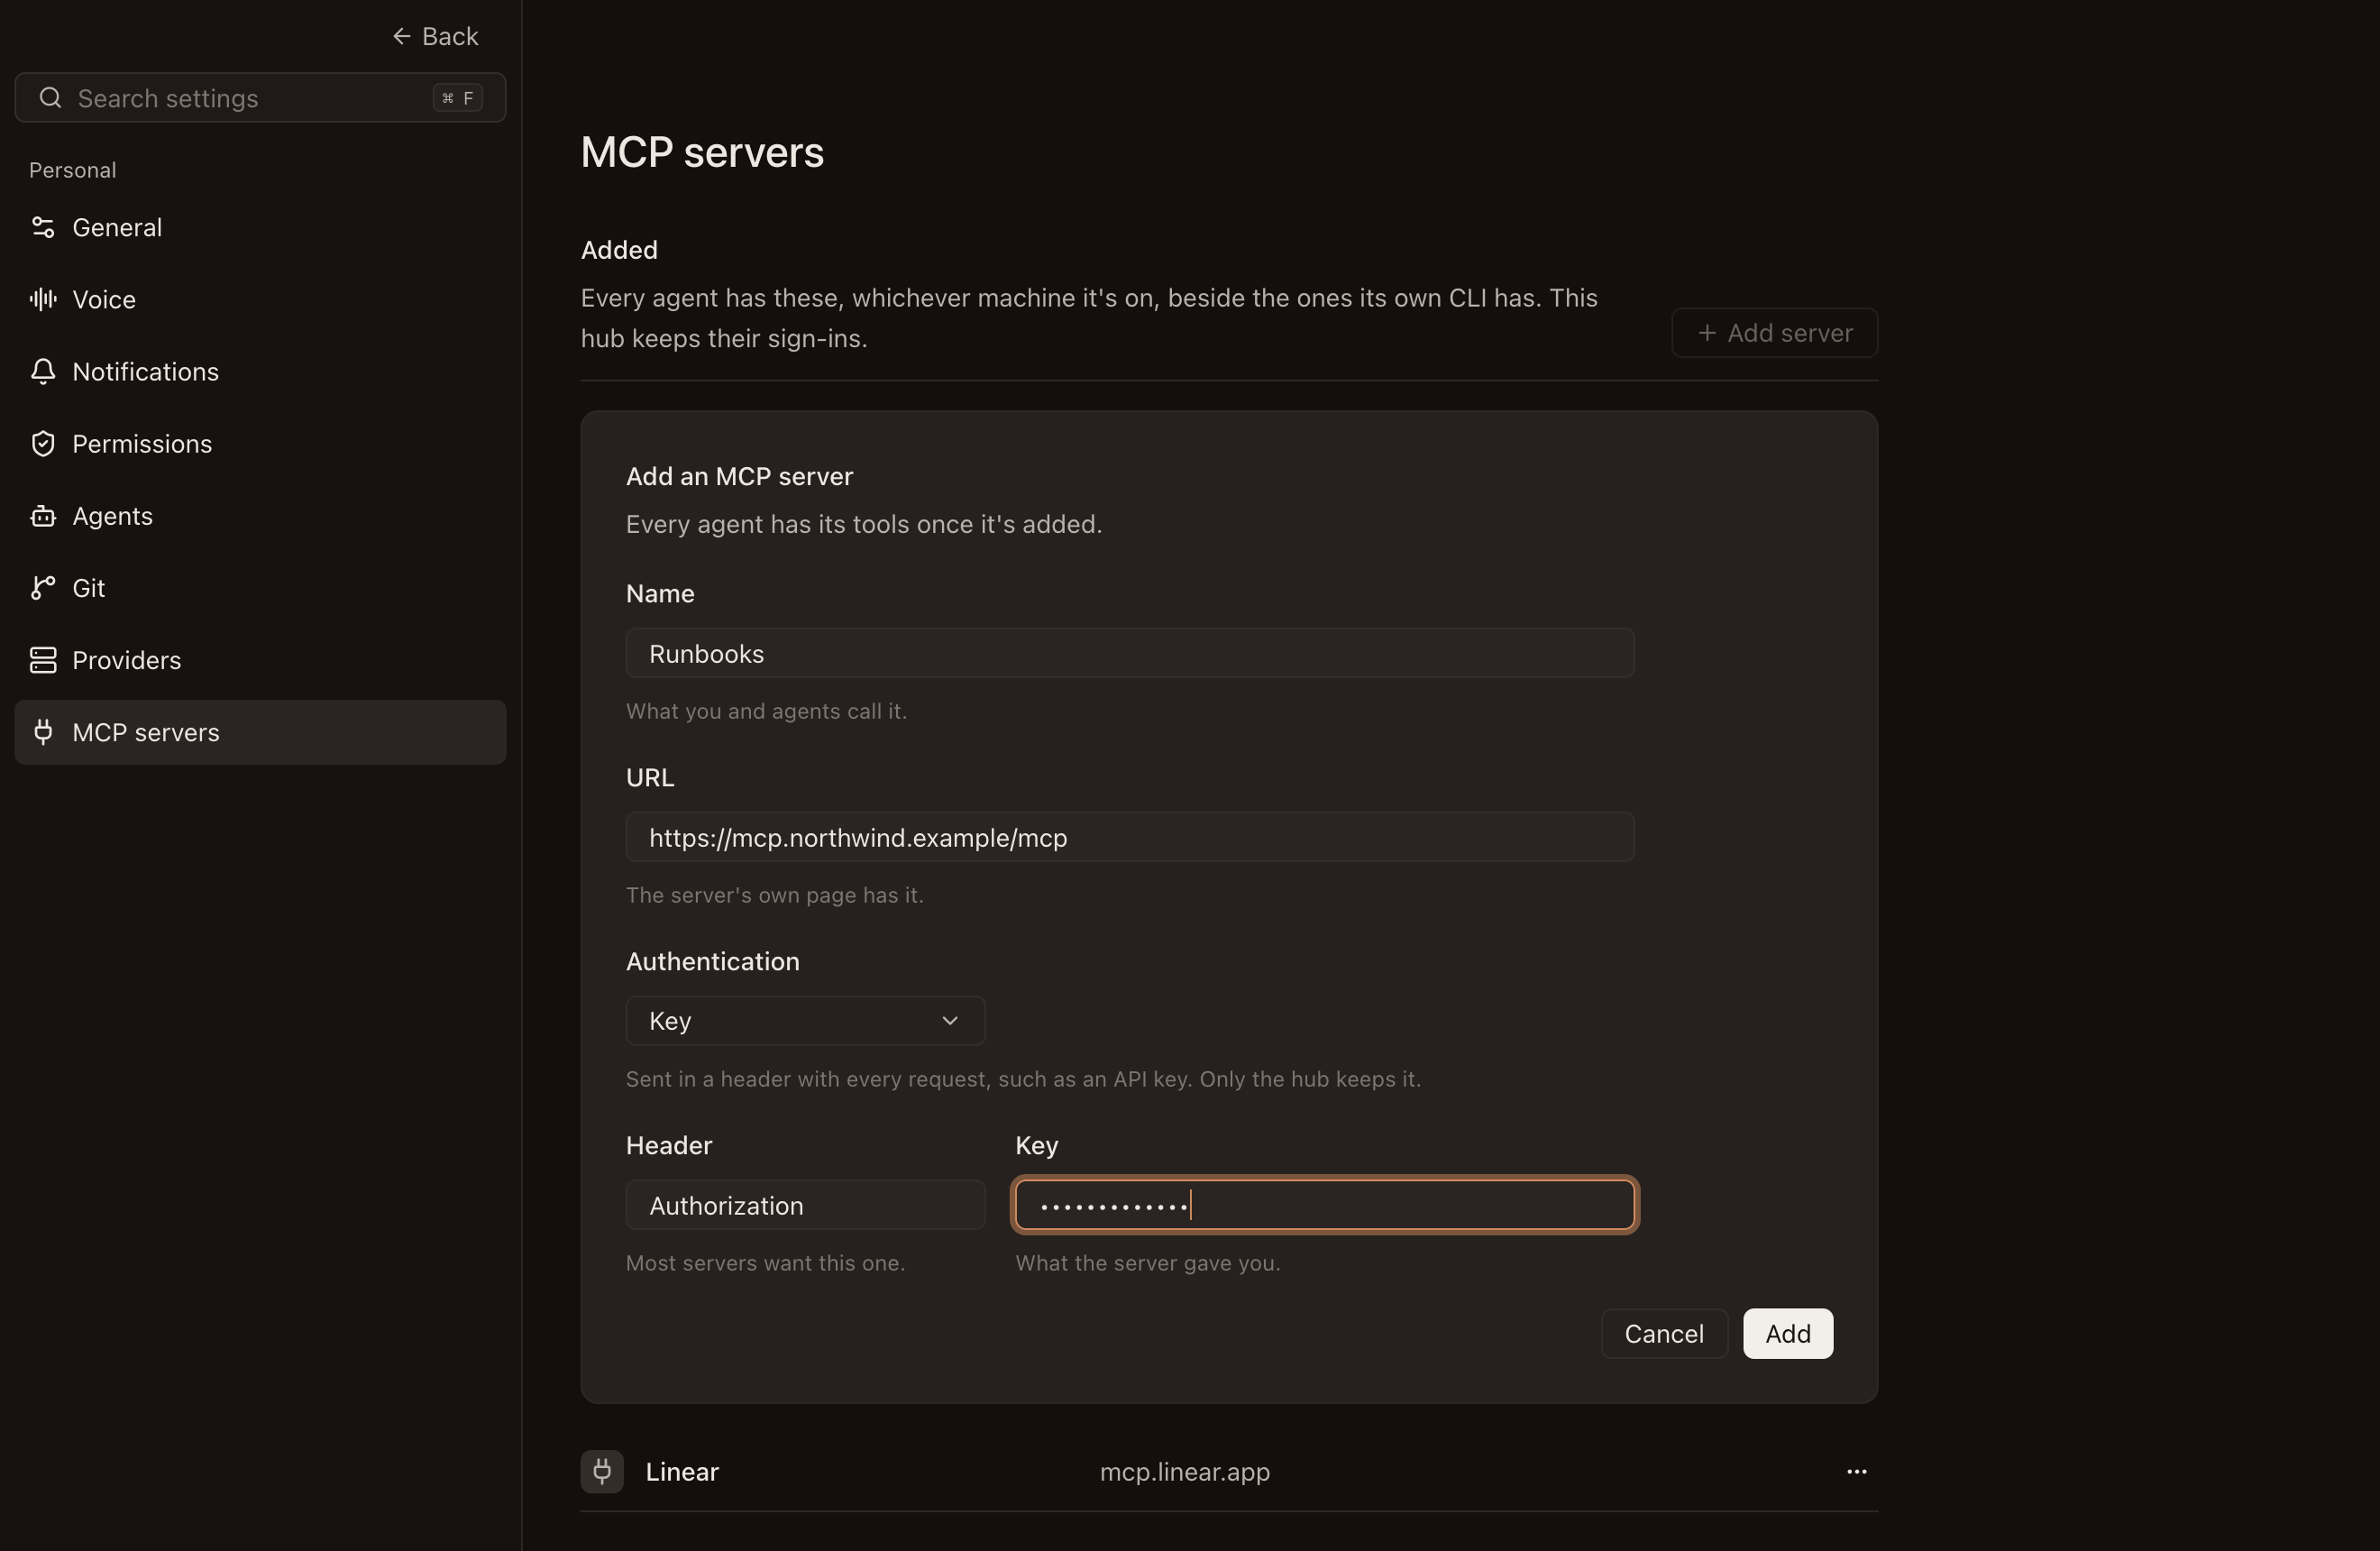 Back
Search settings
⌘ F
Personal
General
Voice
Notifications
Permissions
Agents
Git
Providers
MCP servers
MCP servers
Added
Every agent has these, whichever machine it's on, beside the ones its own CLI has. This
hub keeps their sign-ins.
+ Add server
Add an MCP server
Every agent has its tools once it's added.
Name
Runbooks
What you and agents call it.
URL
https://mcp.northwind.example/mcp
The server's own page has it.
Authentication
Key
Sent in a header with every request, such as an API key. Only the hub keeps it.
Header
Key
Authorization
•••••••••••••
Most servers want this one.
What the server gave you.
Cancel
Add
Linear
mcp.linear.app